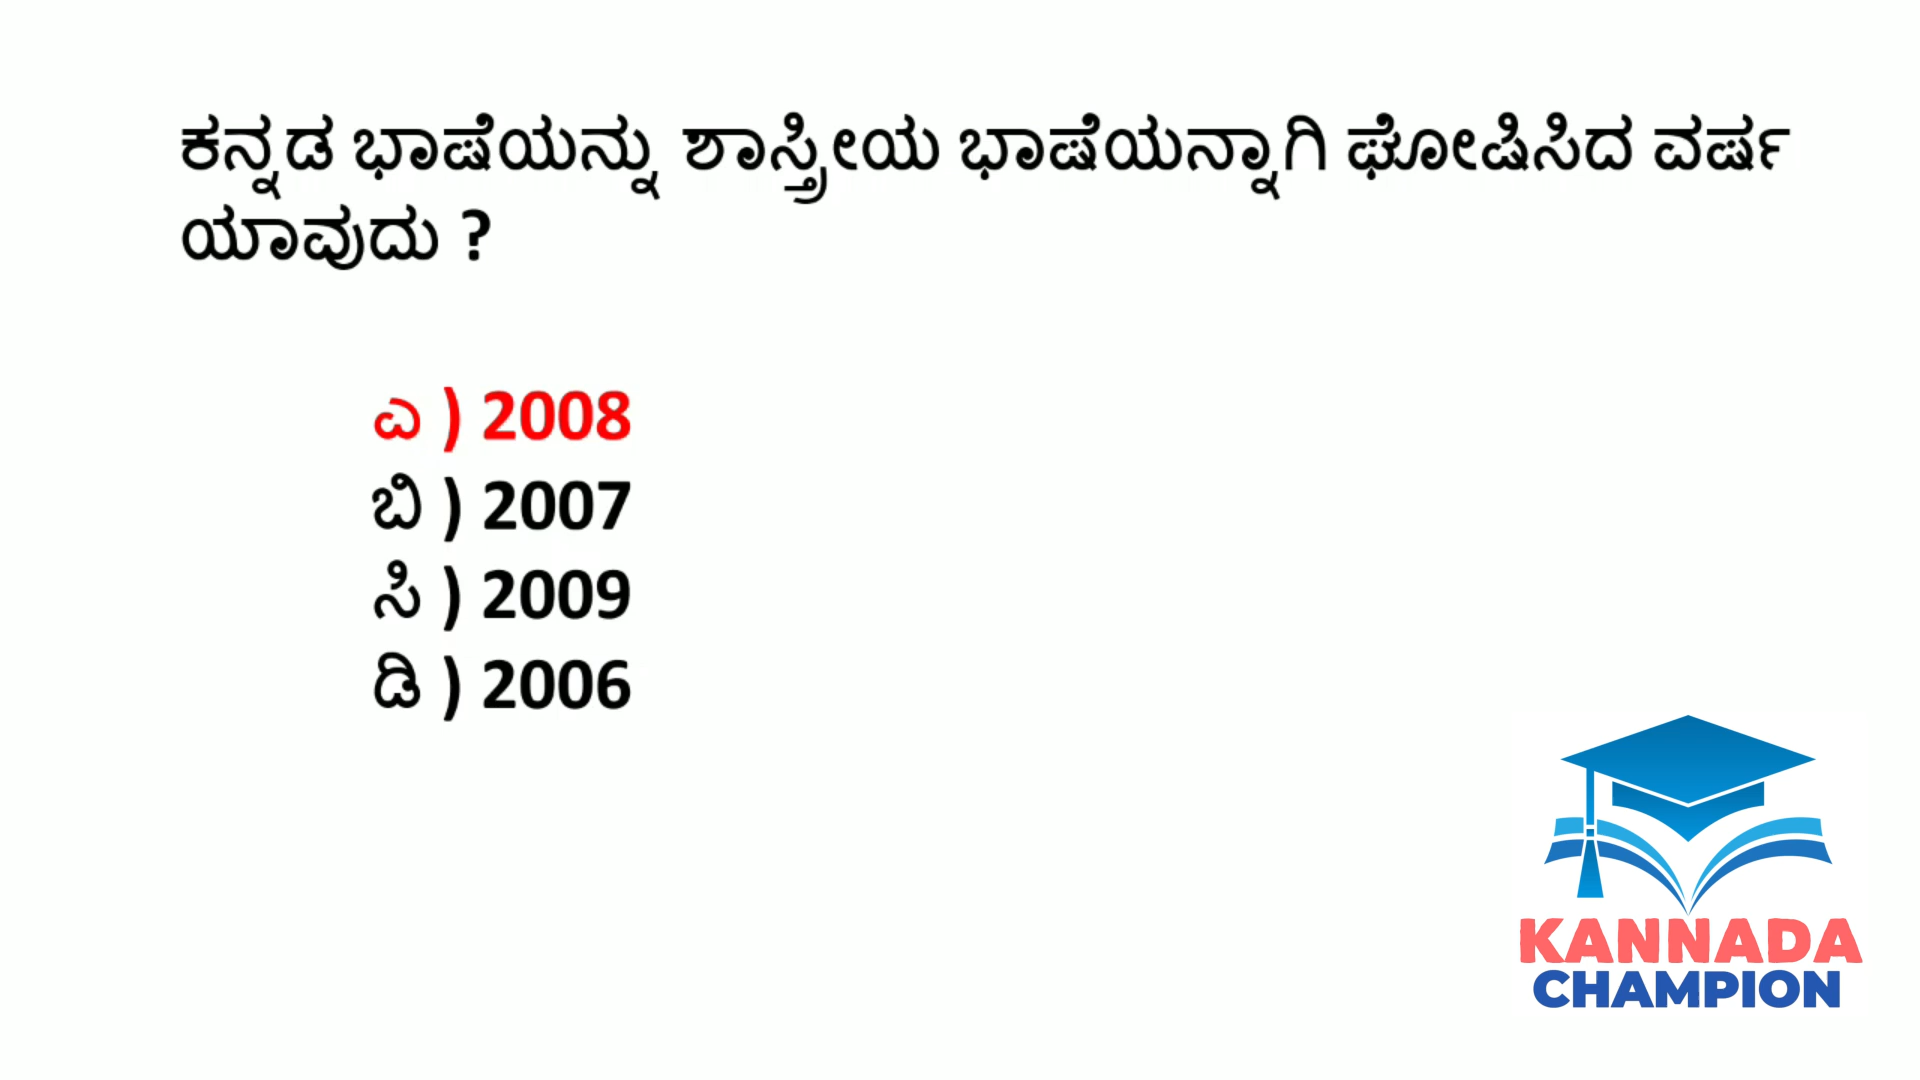 ಕನ್ನಡ ಭಾಷೆಯನ್ನು ಶಾಸ್ತ್ರೀಯ ಭಾಷೆಯನ್ನಾಗಿ ಘೋಷಿಸಿದ ವರ್ಷ
ಯಾವುದು ?
ಎ ) 2008
ಬಿ ) 2007
ಸಿ ) 2009
ಡಿ ) 2006
KANNADA
CHAMPION